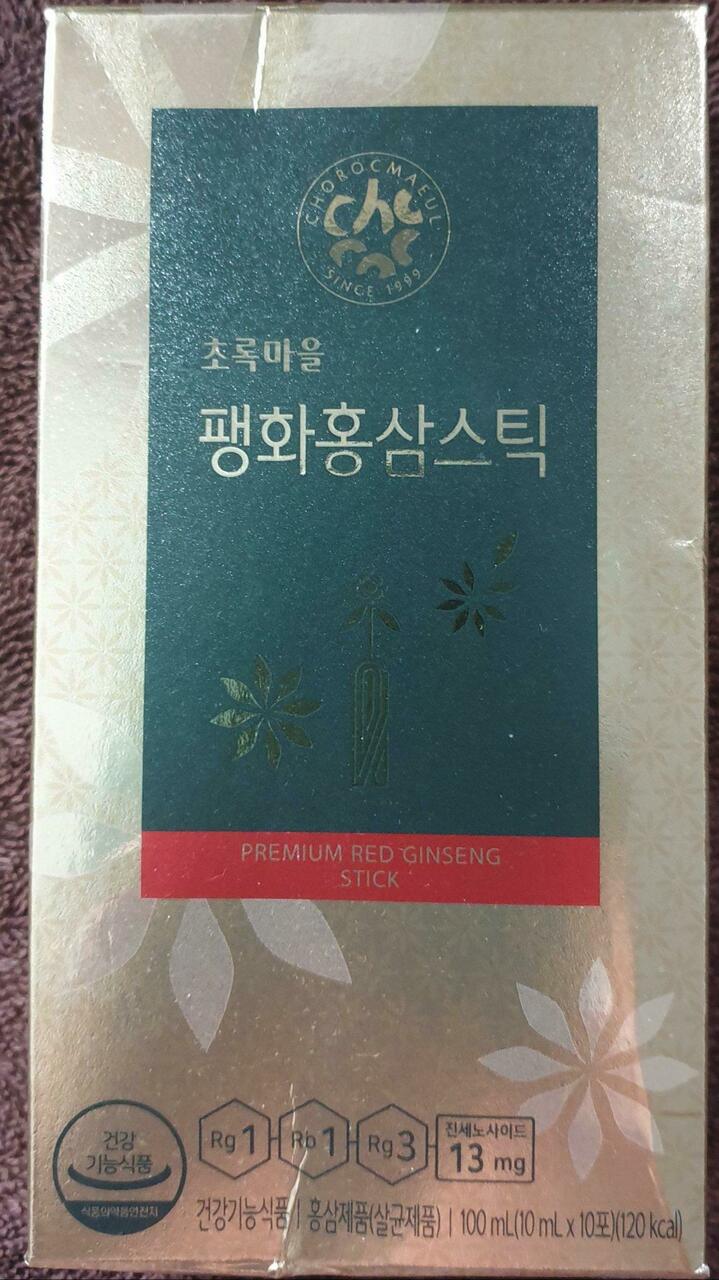 CHOROCMAEUL
cho
roc
SINCE 1999
초록마을
팽화홍삼스틱
PREMIUM RED GINSENG
STICK
건강
기능식품
식품의약품안전처
Rg1
Rb1
Rg3
진세노사이드
13 mg
건강기능식품 | 홍삼제품(살균제품) | 100 mL(10 mL x 10포)(120 kcal)